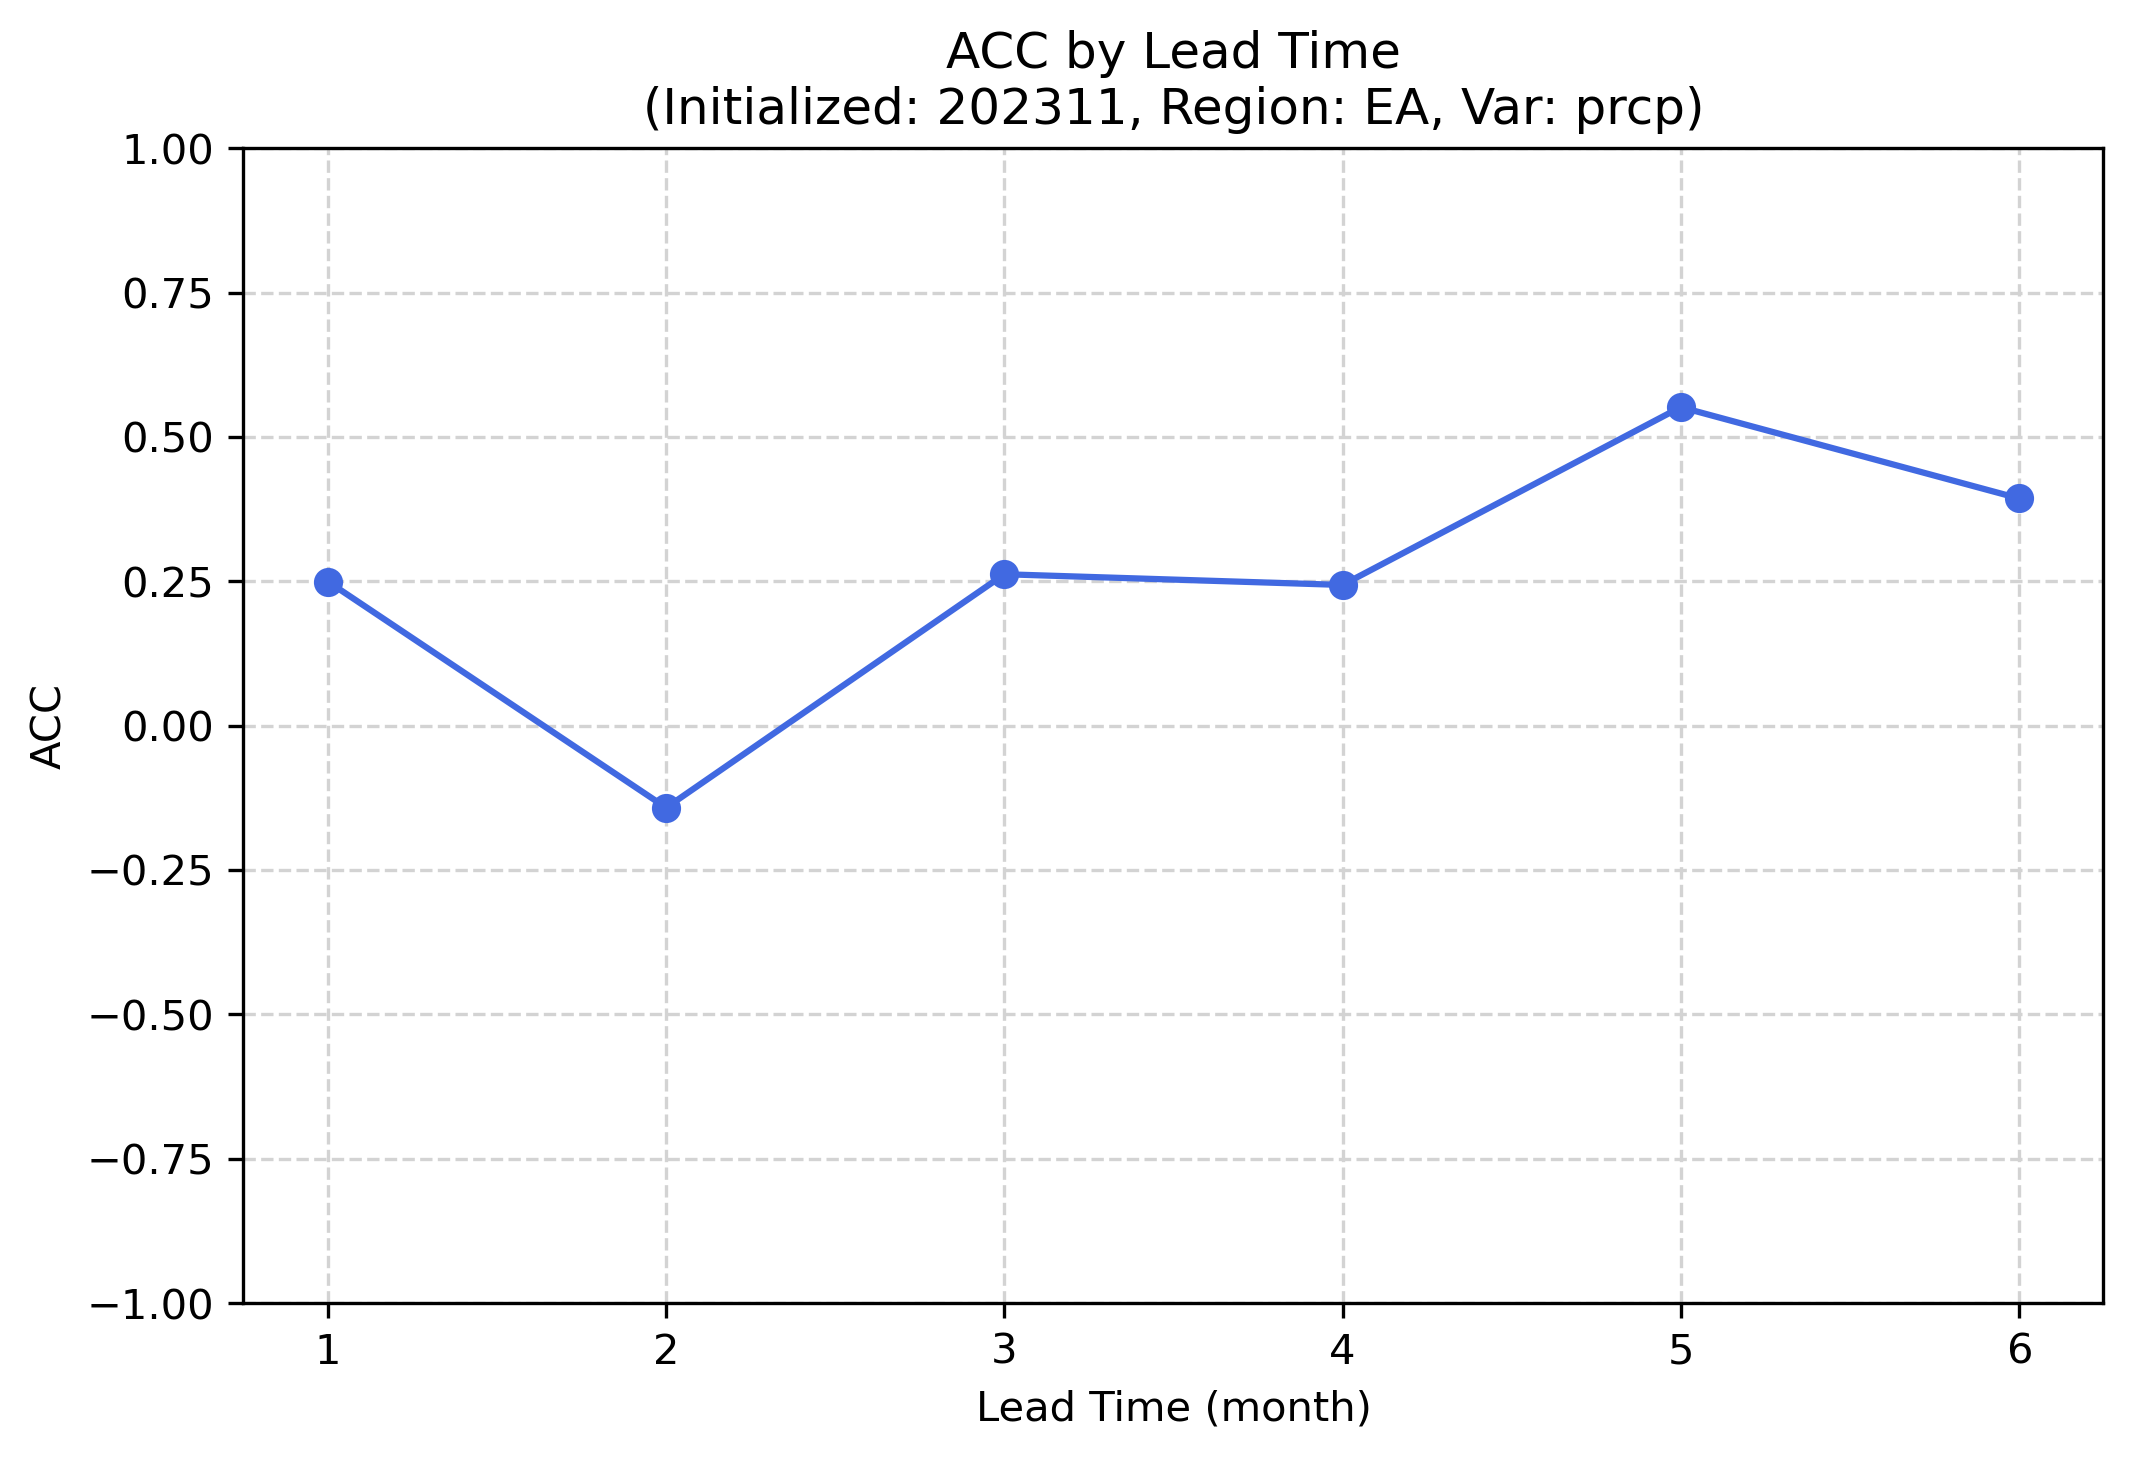 ACC by Lead Time
(Initialized: 202311, Region: EA, Var: prcp)
1.00
0.75
0.50
0.25
0.00
−0.25
−0.50
−0.75
−1.00
ACC
1 2 3 4 5 6
Lead Time (month)